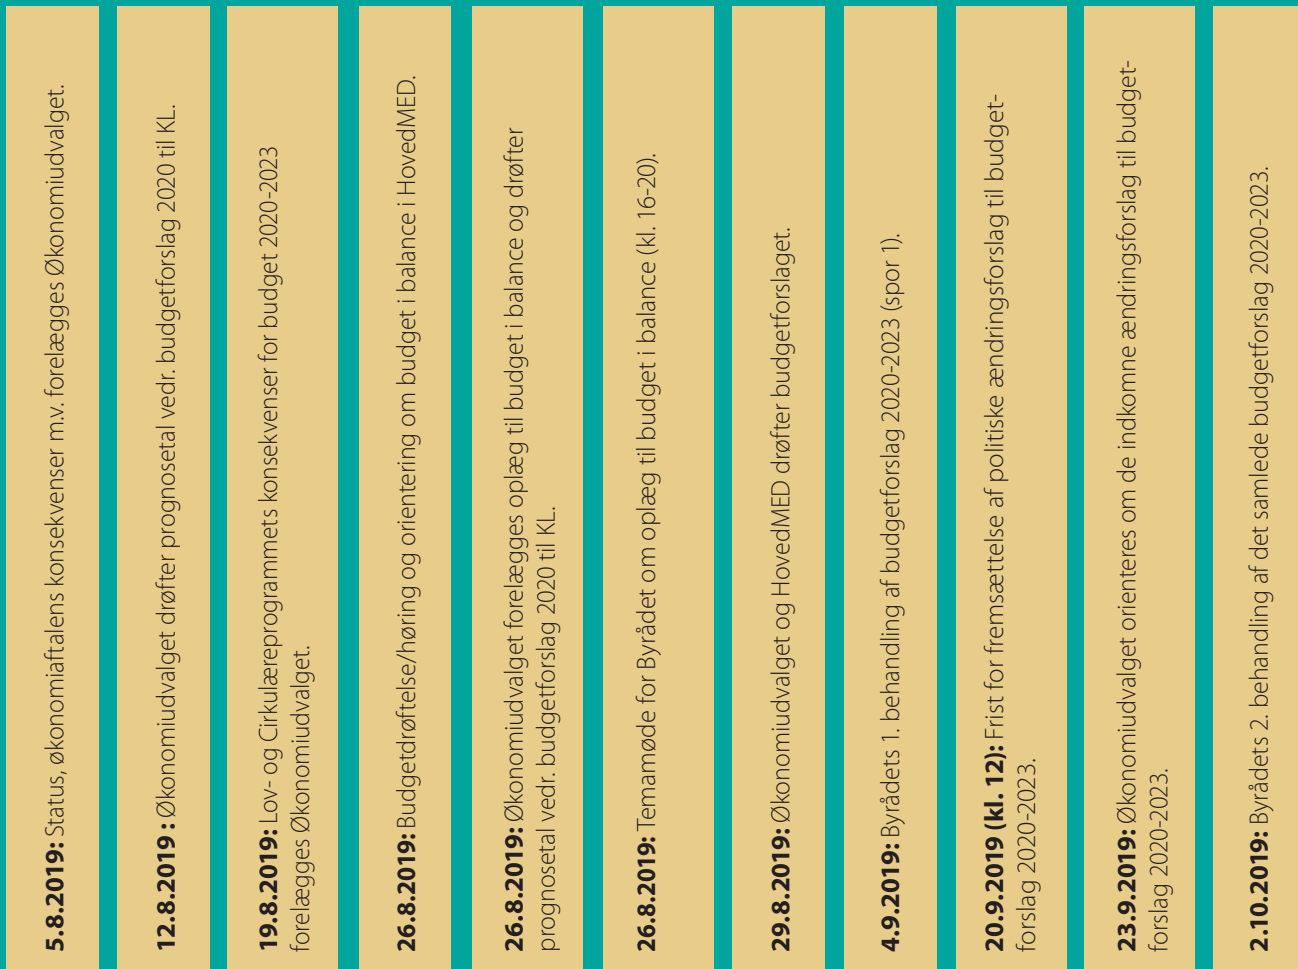 5.8.2019: Status, økonomiaftalens konsekvenser m.v. forelægges Økonomiudvalget.
12.8.2019 : Økonomiudvalget drøfter prognosetal vedr. budgetforslag 2020 til KL.
19.8.2019: Lov- og Cirkulæreprogrammets konsekvenser for budget 2020-2023
forelægges Økonomiudvalget.
26.8.2019: Budgetdrøftelse/høring og orientering om budget i balance i HovedMED.
26.8.2019: Økonomiudvalget forelægges oplæg til budget i balance og drøfter
prognosetal vedr. budgetforslag 2020 til KL.
26.8.2019: Temamøde for Byrådet om oplæg til budget i balance (kl. 16-20).
29.8.2019: Økonomiudvalget og HovedMED drøfter budgetforslaget.
4.9.2019: Byrådets 1. behandling af budgetforslag 2020-2023 (spor 1).
20.9.2019 (kl. 12): Frist for fremsættelse af politiske ændringsforslag til budget-
forslag 2020-2023.
23.9.2019: Økonomiudvalget orienteres om de indkomne ændringsforslag til budget-
forslag 2020-2023.
2.10.2019: Byrådets 2. behandling af det samlede budgetforslag 2020-2023.